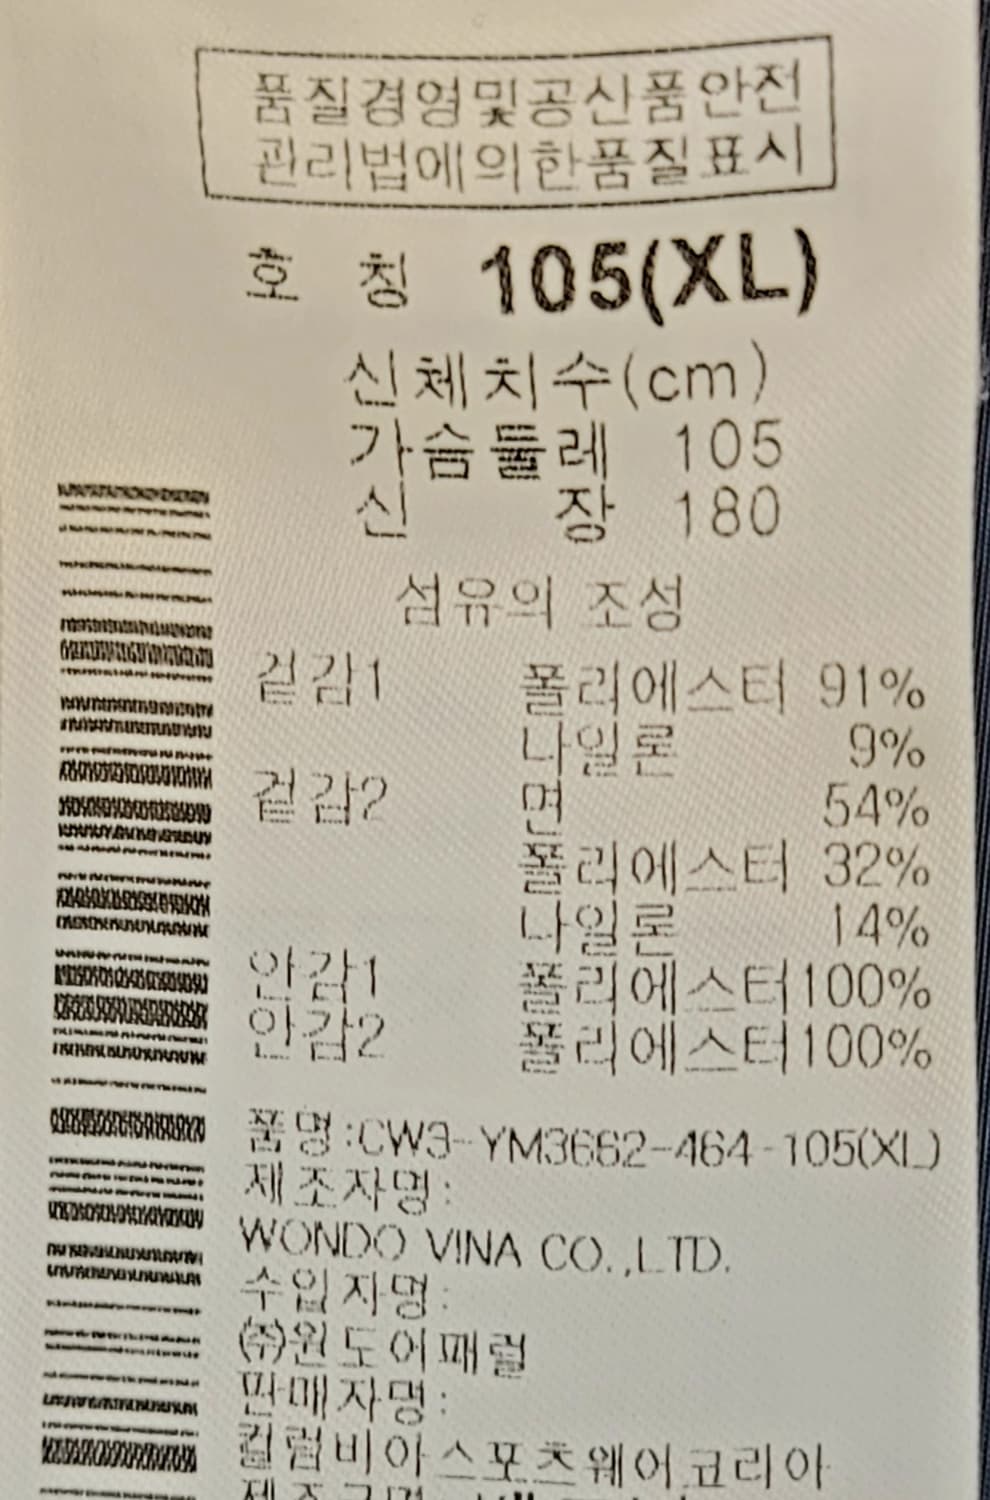 품질경영및공산품안전
관리법에의한품질표시
호 칭 105(XL)
신체치수(cm)
가슴둘레 105
신 장 180
섬유의 조성
겉감1 폴리에스터 91%
나일론 9%
겉감2 면 54%
폴리에스터 32%
나일론 14%
안감1 폴리에스터100%
안감2 폴리에스터100%
품명:CW3-YM3662-464-105(XL)
제조자명:
WONDO VINA CO.,LTD.
수입자명:
㈜원도어패럴
판매자명:
컬럼비아스포츠웨어코리아